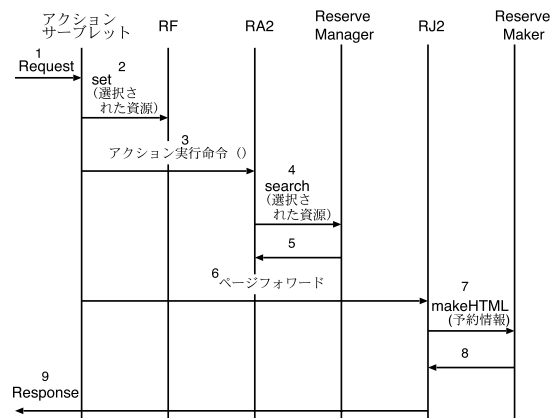 アクション
サーブレット
RF
RA2
Reserve
Manager
RJ2
Reserve
Maker
1
Request
2
set
(選択さ
れた資源)
3
アクション実行命令 ()
4
search
(選択さ
れた資源)
5
6
ページフォワード
7
makeHTML
(予約情報)
8
9
Response